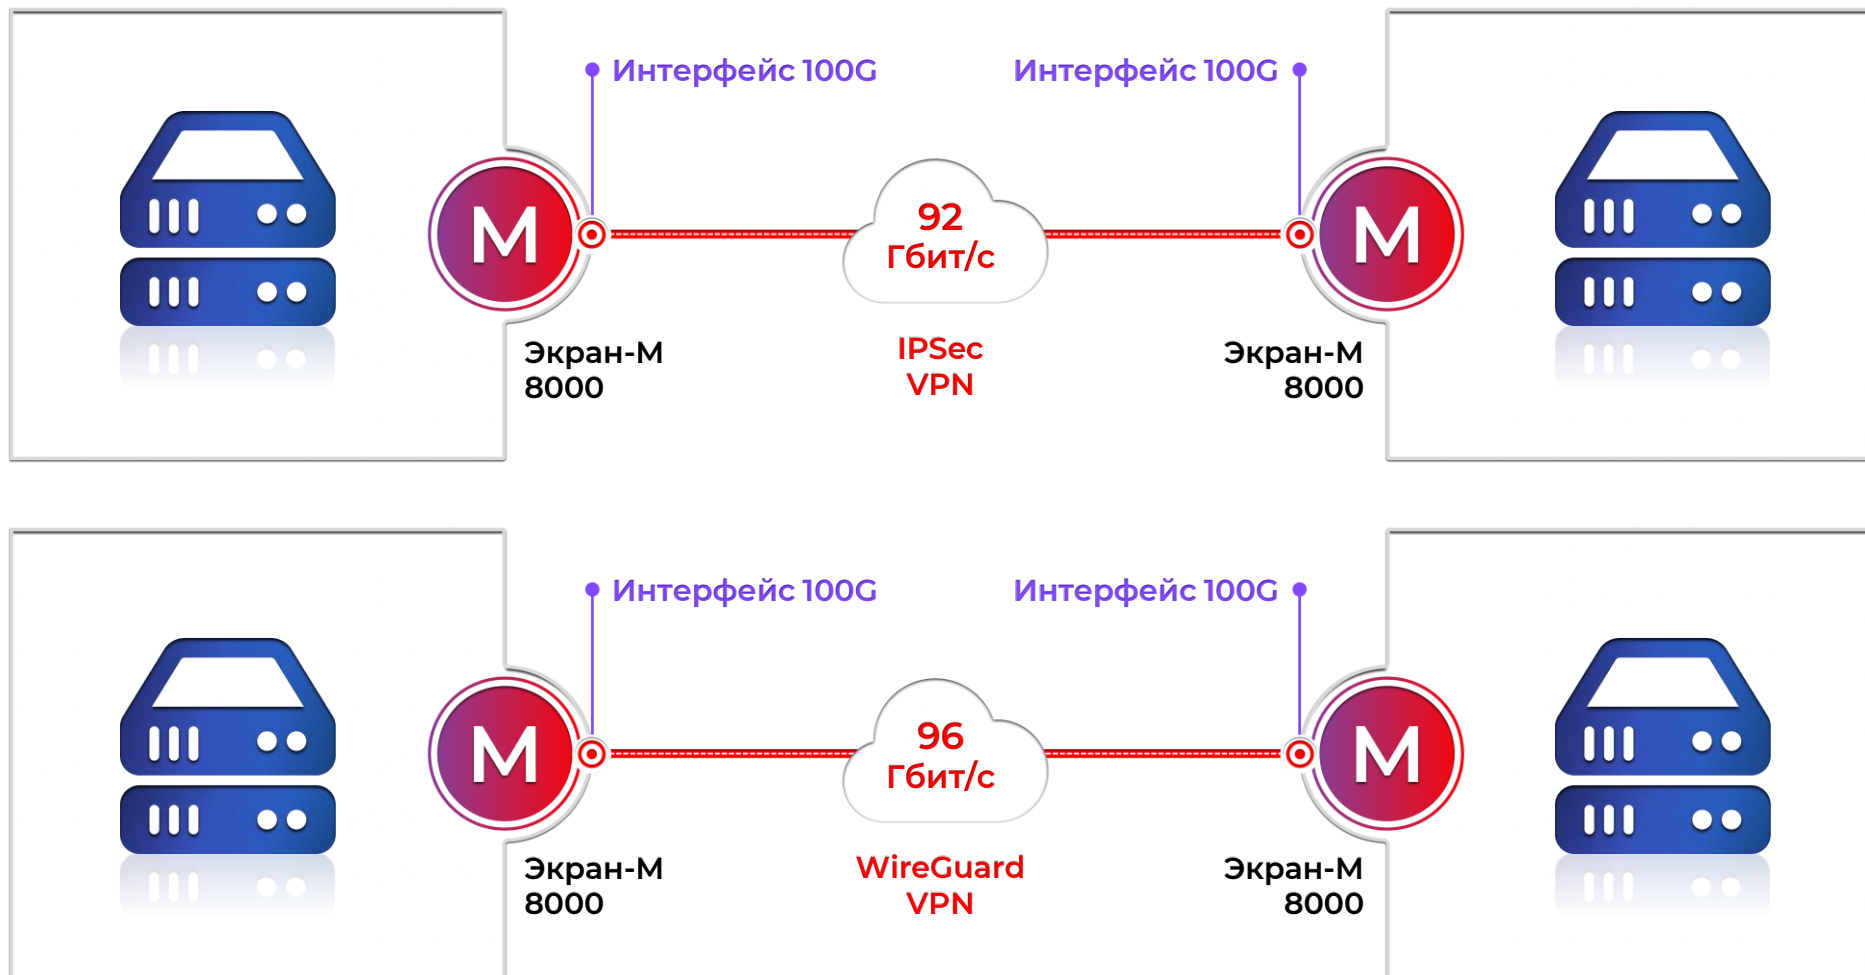 Интерфейс 100G
Интерфейс 100G
М
92
Гбит/с
М
Экран-М
8000
IPSec
VPN
Экран-М
8000
Интерфейс 100G
Интерфейс 100G
М
96
Гбит/с
М
Экран-М
8000
WireGuard
VPN
Экран-М
8000